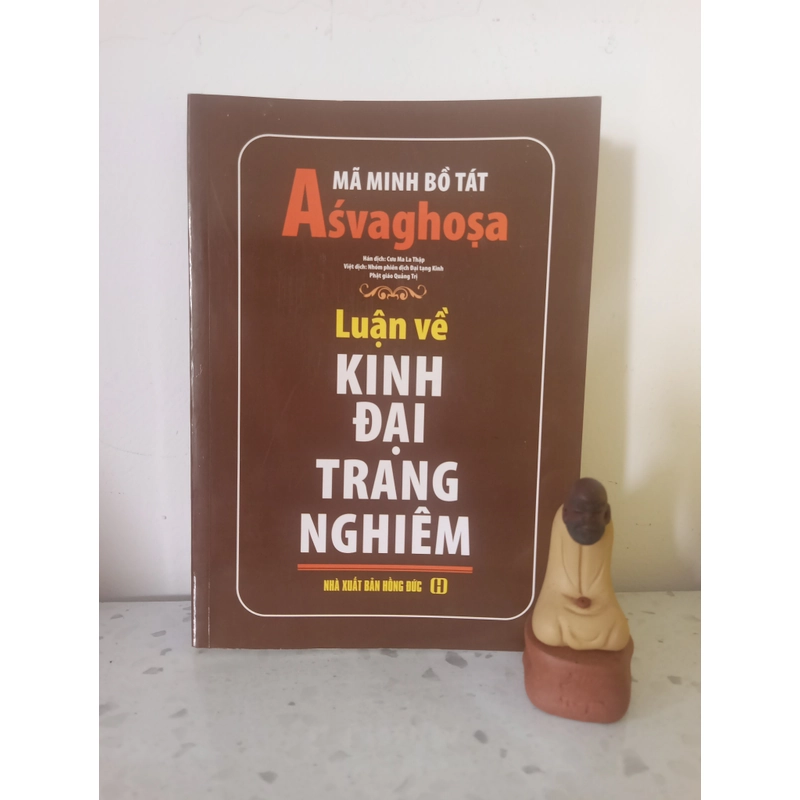 MÃ MINH BỒ TÁT
Aśvaghoṣa
Hán dịch: Cưu Ma La Thập
Việt dịch: Nhóm phiên dịch Đại tạng Kinh
Phật giáo Quảng Trị
Luận về
KINH
ĐẠI
TRANG
NGHIÊM
NHÀ XUẤT BẢN HỒNG ĐỨC H